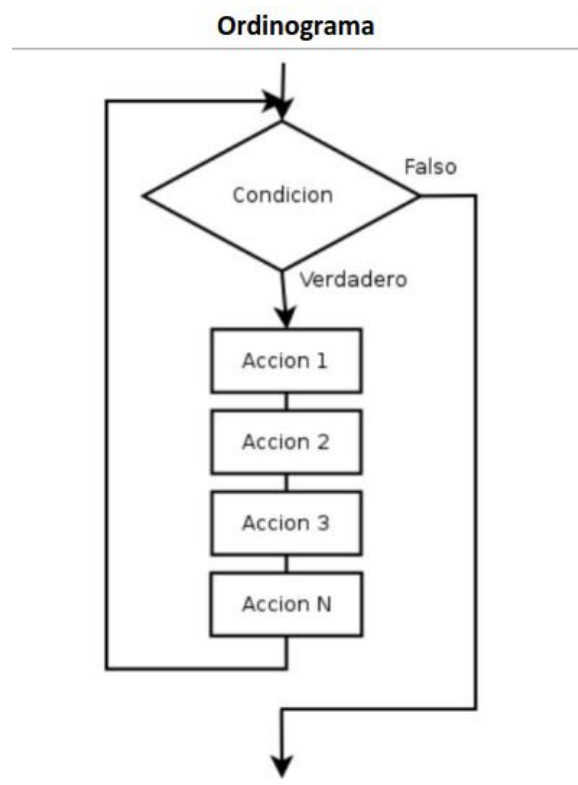 Ordinograma
Condicion
Falso
Verdadero
Accion 1
Accion 2
Accion 3
Accion N